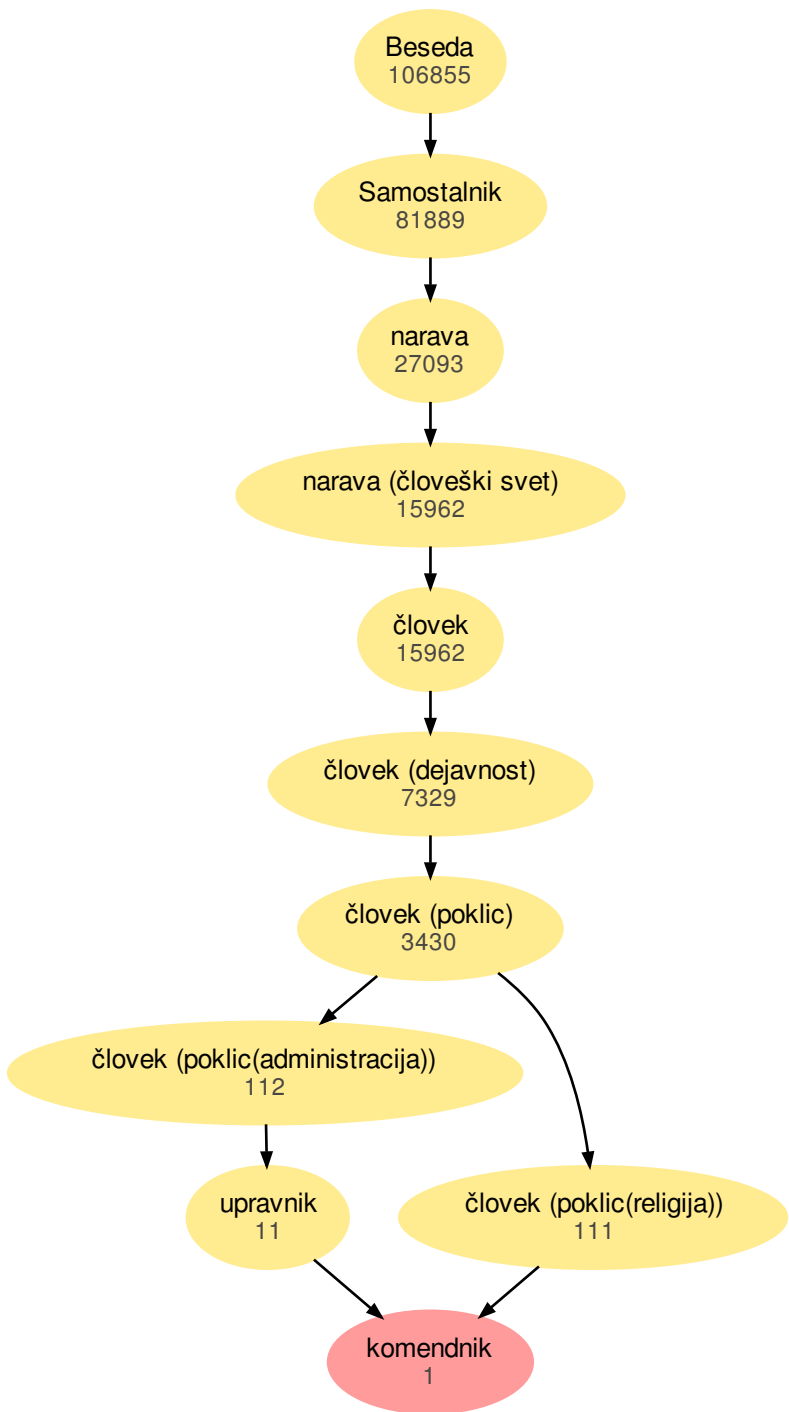 Beseda
106855
Samostalnik
81889
narava
27093
narava (človeški svet)
15962
človek
15962
človek (dejavnost)
7329
človek (poklic)
3430
človek (poklic(administracija))
112
upravnik
11
človek (poklic(religija))
111
komendnik
1